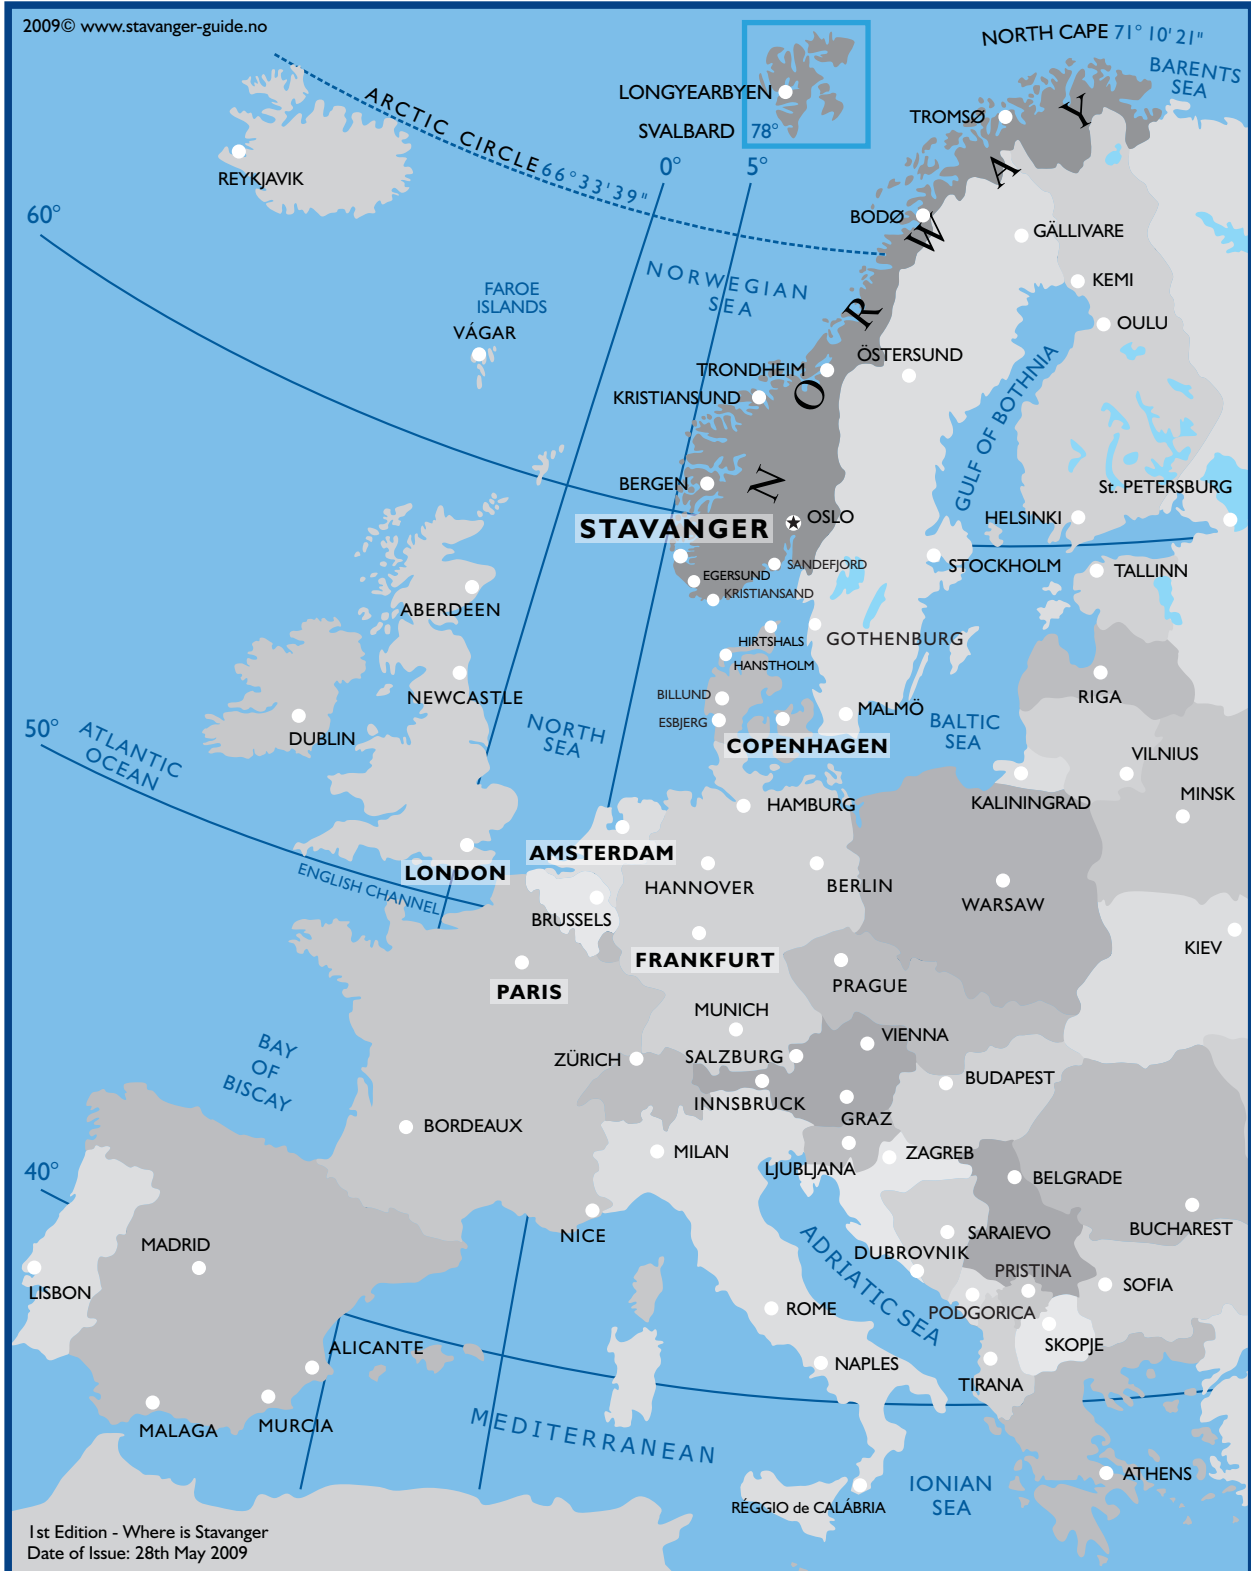 2009© www.stavanger-guide.no
NORTH CAPE 71° 10' 21"
BARENTS
SEA
ARCTIC CIRCLE 66°33'39"
LONGYEARBYEN
SVALBARD
78°
TROMSØ
REYKJAVIK
0°
5°
60°
BODØ
GÄLLIVARE
NORWAY
NORWEGIAN
SEA
KEMI
FAROE
ISLANDS
VÁGAR
OULU
ÖSTERSUND
TRONDHEIM
KRISTIANSUND
GULF OF BOTHNIA
BERGEN
St. PETERSBURG
STAVANGER
OSLO
HELSINKI
SANDEFJORD
STOCKHOLM
TALLINN
EGERSUND
KRISTIANSAND
ABERDEEN
HIRTSHALS
GOTHENBURG
HANSTHOLM
NEWCASTLE
BILLUND
RIGA
ESBJERG
MALMÖ
50°
ATLANTIC
OCEAN
DUBLIN
NORTH
SEA
COPENHAGEN
BALTIC
SEA
VILNIUS
MINSK
HAMBURG
KALININGRAD
AMSTERDAM
LONDON
ENGLISH CHANNEL
HANNOVER
BERLIN
WARSAW
BRUSSELS
KIEV
FRANKFURT
PARIS
PRAGUE
MUNICH
VIENNA
BAY
OF
BISCAY
ZÜRICH
SALZBURG
BUDAPEST
INNSBRUCK
GRAZ
BORDEAUX
MILAN
LJUBLJANA
ZAGREB
40°
BELGRADE
NICE
BUCHAREST
SARAIEVO
MADRID
DUBROVNIK
ADRIATIC SEA
PRISTINA
LISBON
SOFIA
ROME
PODGORICA
SKOPJE
ALICANTE
NAPLES
TIRANA
MALAGA
MURCIA
MEDITERRANEAN
ATHENS
IONIAN
SEA
RÉGGIO de CALÁBRIA
1st Edition - Where is Stavanger
Date of Issue: 28th May 2009